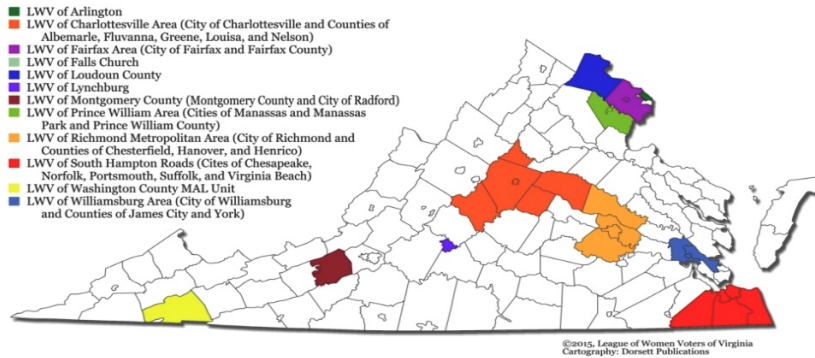 LWV of Arlington
LWV of Charlottesville Area (City of Charlottesville and Counties of
Albemarle, Fluvanna, Greene, Louisa, and Nelson)
LWV of Fairfax Area (City of Fairfax and Fairfax County)
LWV of Falls Church
LWV of Loudoun County
LWV of Lynchburg
LWV of Montgomery County (Montgomery County and City of Radford)
LWV of Prince William Area (Cities of Manassas and Manassas
Park and Prince William County)
LWV of Richmond Metropolitan Area (City of Richmond and
Counties of Chesterfield, Hanover, and Henrico)
LWV of South Hampton Roads (Cites of Chesapeake,
Norfolk, Portsmouth, Suffolk, and Virginia Beach)
LWV of Washington County MAL Unit
LWV of Williamsburg Area (City of Williamsburg
and Counties of James City and York)
©2015, League of Women Voters of Virginia
Cartography: Dorsett Publications